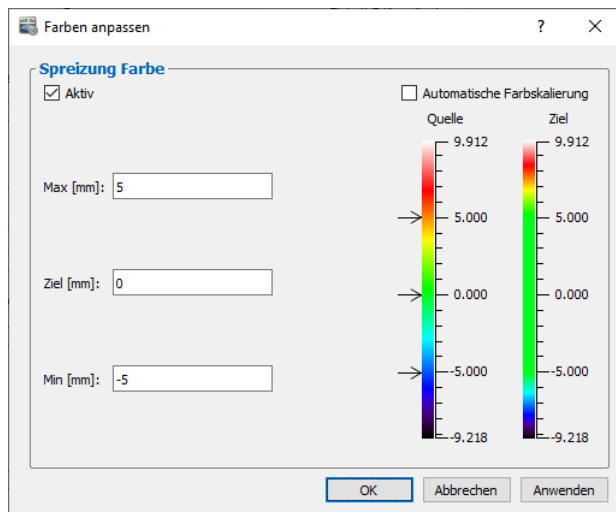 Farben anpassen
?
Spreizung Farbe
Aktiv
Automatische Farbskalierung
Quelle
Ziel
9.912
9.912
Max [mm]: 5
5.000
5.000
Ziel [mm]: 0
0.000
0.000
Min [mm]: -5
-5.000
-5.000
-9.218
-9.218
OK
Abbrechen
Anwenden